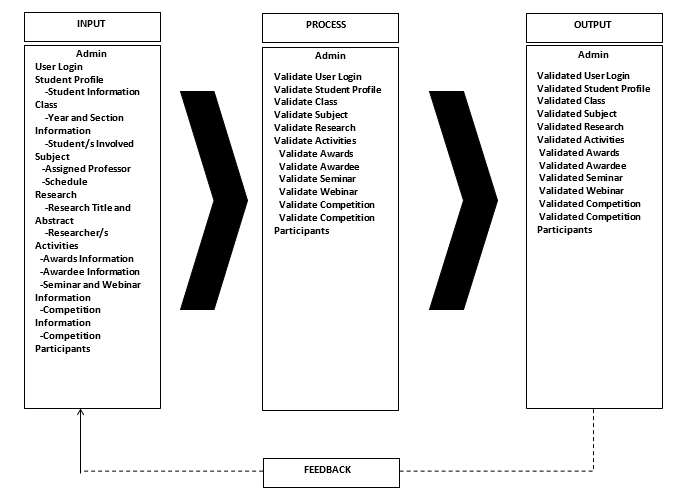 INPUT
Admin
User Login
Student Profile
-Student Information
Class
-Year and Section
Information
-Student/s Involved
Subject
-Assigned Professor
-Schedule
Research
-Research Title and
Abstract
-Researcher/s
Activities
-Awards Information
-Awardee Information
-Seminar and Webinar
Information
-Competition
Information
-Competition
Participants
PROCESS
Admin
Validate User Login
Validate Student Profile
Validate Class
Validate Subject
Validate Research
Validate Activities
Validate Awards
Validate Awardee
Validate Seminar
Validate Webinar
Validate Competition
Validate Competition
Participants
OUTPUT
Admin
Validated User Login
Validated Student Profile
Validated Class
Validated Subject
Validated Research
Validated Activities
Validated Awards
Validated Awardee
Validated Seminar
Validated Webinar
Validated Competition
Validated Competition
Participants
FEEDBACK